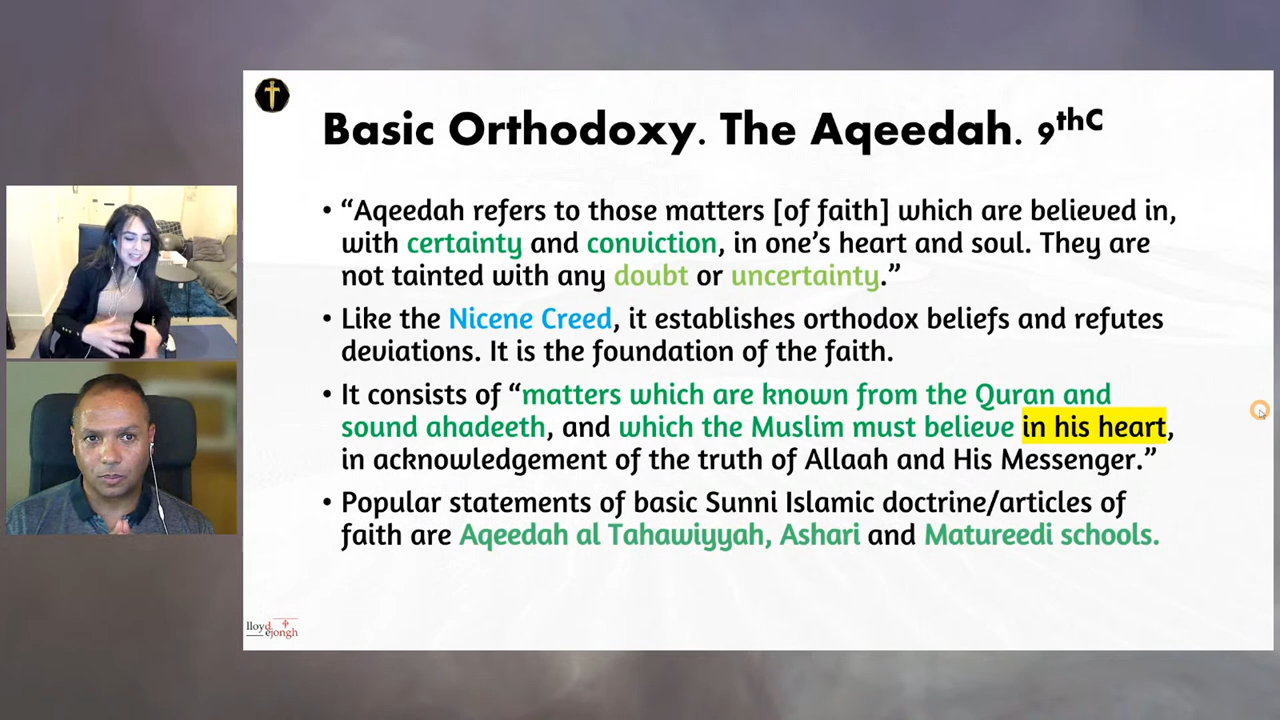 Basic Orthodoxy. The Aqeedah. 9thC
• “Aqeedah refers to those matters [of faith] which are believed in,
with certainty and conviction, in one’s heart and soul. They are
not tainted with any doubt or uncertainty.”
• Like the Nicene Creed, it establishes orthodox beliefs and refutes
deviations. It is the foundation of the faith.
• It consists of “matters which are known from the Quran and
sound ahadeeth, and which the Muslim must believe in his heart,
in acknowledgement of the truth of Allaah and His Messenger.”
• Popular statements of basic Sunni Islamic doctrine/articles of
faith are Aqeedah al Tahawiyyah, Ashari and Matureedi schools.
lloyd
ejongh